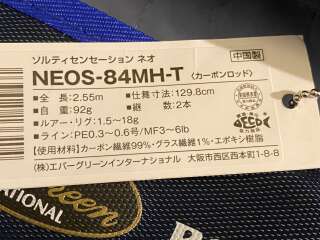 ソルティセンセーション ネオ
中国製
NEOS-84MH-T 〈カーボンロッド〉
■全長:2.55m ■仕舞寸法:129.8cm
■自重:92g ■継数:2本
■ルアー・リグ:1.5~18g
■ライン:PE0.3~0.6号/MF3~6lb
【使用材料】カーボン繊維99%・グラス繊維1%・エポキシ樹脂
(株)エバーグリーンインターナショナル 大阪市西区西本町1-8-8
reen
NATIONAL